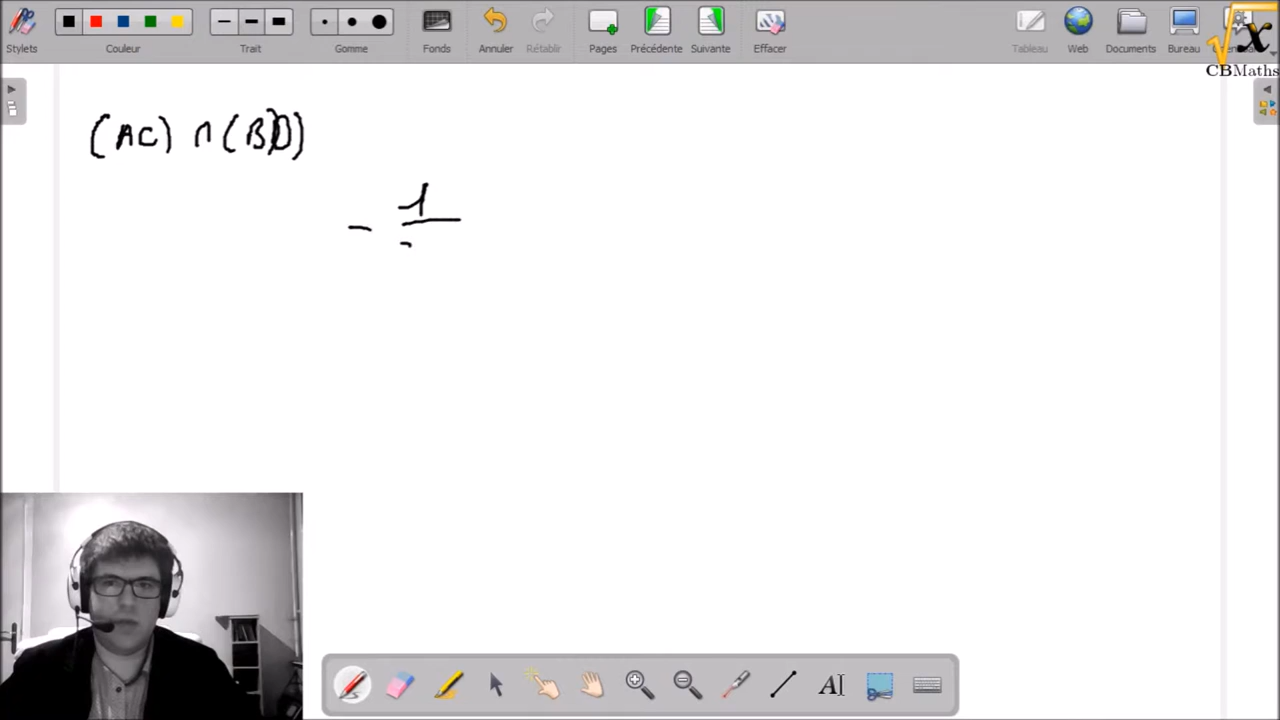 Stylets Couleur Trait Gomme Fonds Annuler Rétablir Pages Précédente Suivante Effacer Tableau Web Documents Bureau
√x
CBMaths
(AC) ∩ (BD)
- 1
AI